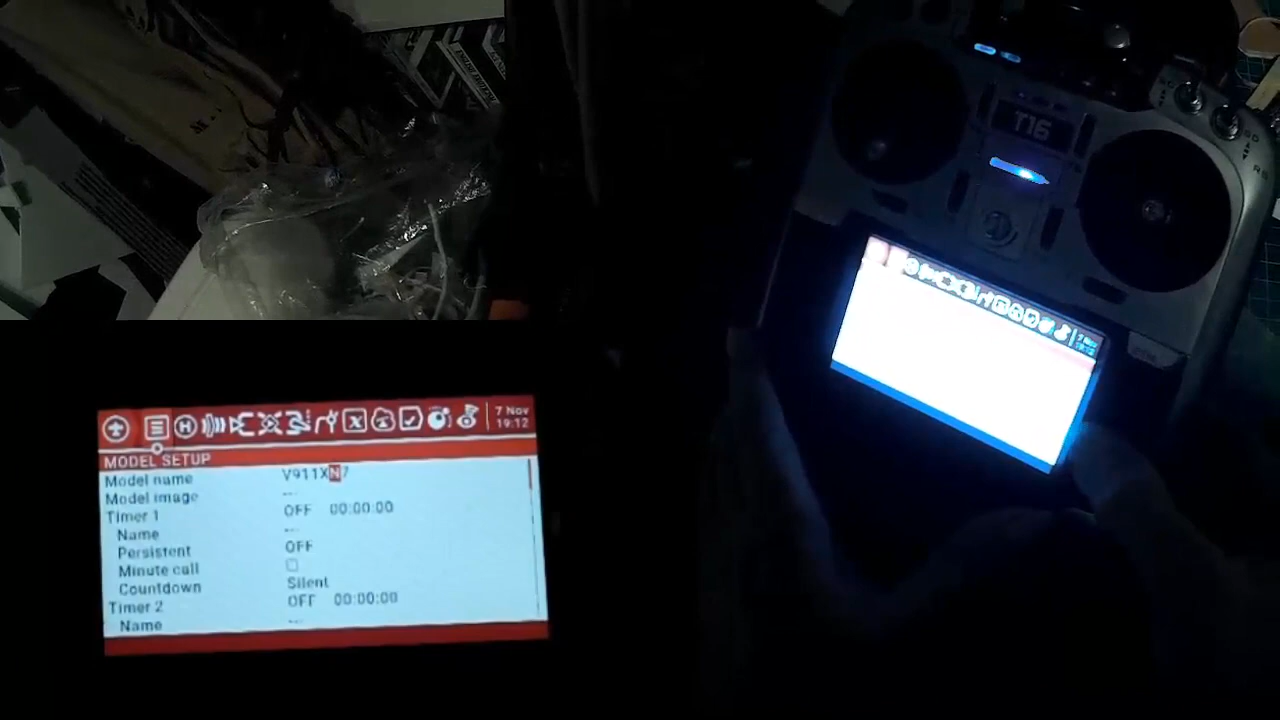 T16
7 Nov
19:12
MODEL SETUP
Model name V911XN7
Model image ---
Timer 1 OFF 00:00:00
Name ---
Persistent OFF
Minute call
Countdown Silent
Timer 2 OFF 00:00:00
Name ---